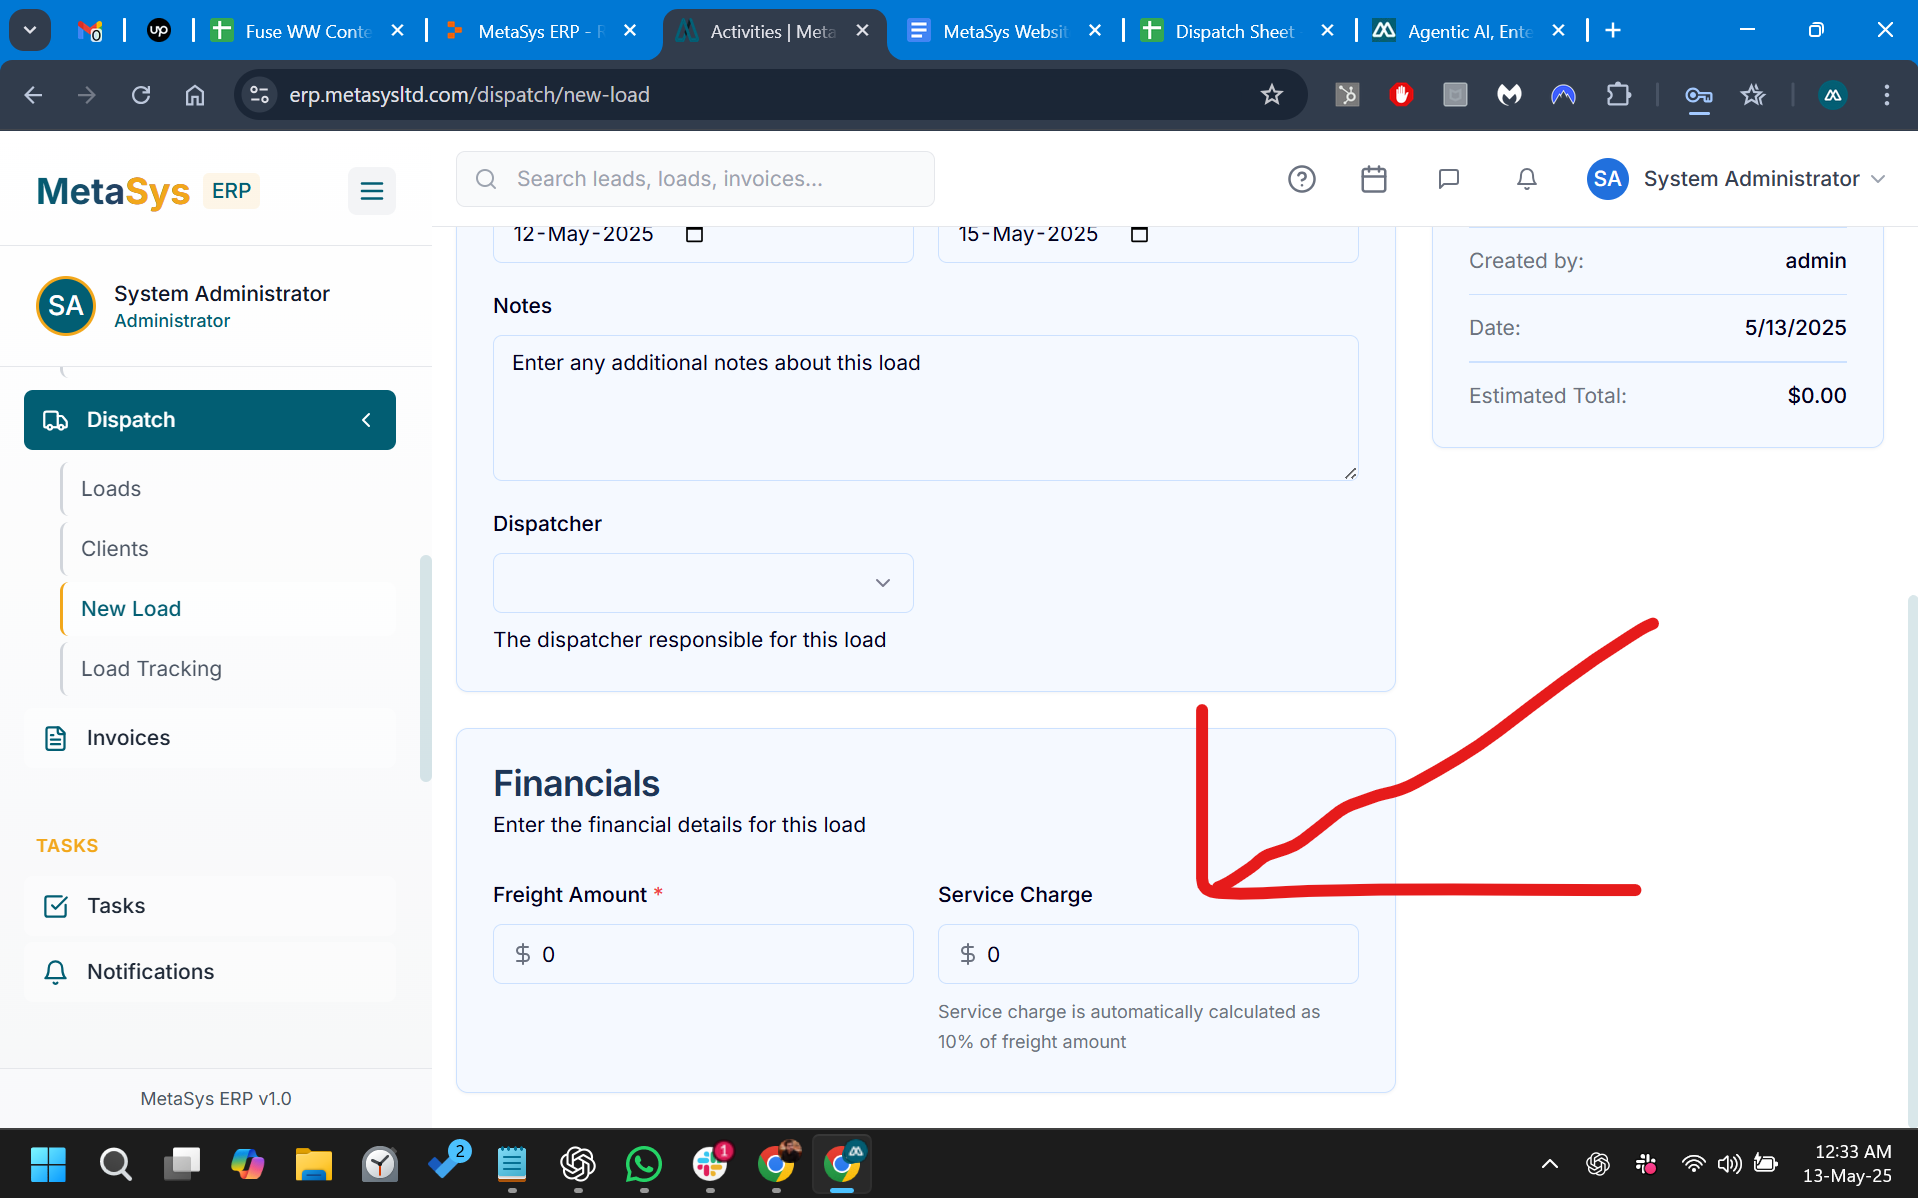 Fuse WW Conte
MetaSys ERP - R
Activities | Meta
MetaSys Websit
Dispatch Sheet
Agentic AI, Ente
erp.metasysltd.com/dispatch/new-load
MetaSys ERP
Search leads, loads, invoices...
SA System Administrator
12-May-2025
15-May-2025
SA
System Administrator
Administrator
Dispatch
Loads
Clients
New Load
Load Tracking
Invoices
TASKS
Tasks
Notifications
MetaSys ERP v1.0
Notes
Enter any additional notes about this load
Dispatcher
The dispatcher responsible for this load
Financials
Enter the financial details for this load
Freight Amount *
$ 0
Service Charge
$ 0
Service charge is automatically calculated as
10% of freight amount
Created by: admin
Date: 5/13/2025
Estimated Total: $0.00
2
1
12:33 AM
13-May-25